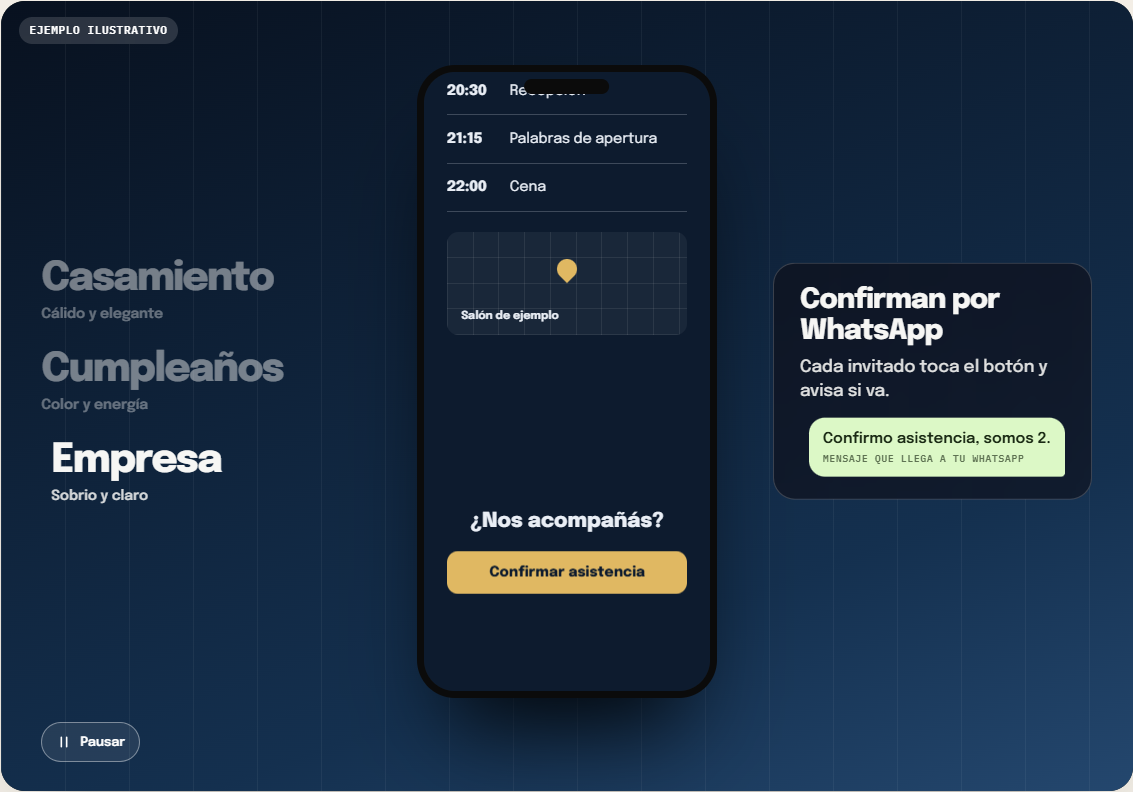 EJEMPLO ILUSTRATIVO
Casamiento
Cálido y elegante
Cumpleaños
Color y energía
Empresa
Sobrio y claro
Pausar
20:30 Recepción
21:15 Palabras de apertura
22:00 Cena
Salón de ejemplo
¿Nos acompañás?
Confirmar asistencia
Confirman por
WhatsApp
Cada invitado toca el botón y
avisa si va.
Confirmo asistencia, somos 2.
MENSAJE QUE LLEGA A TU WHATSAPP